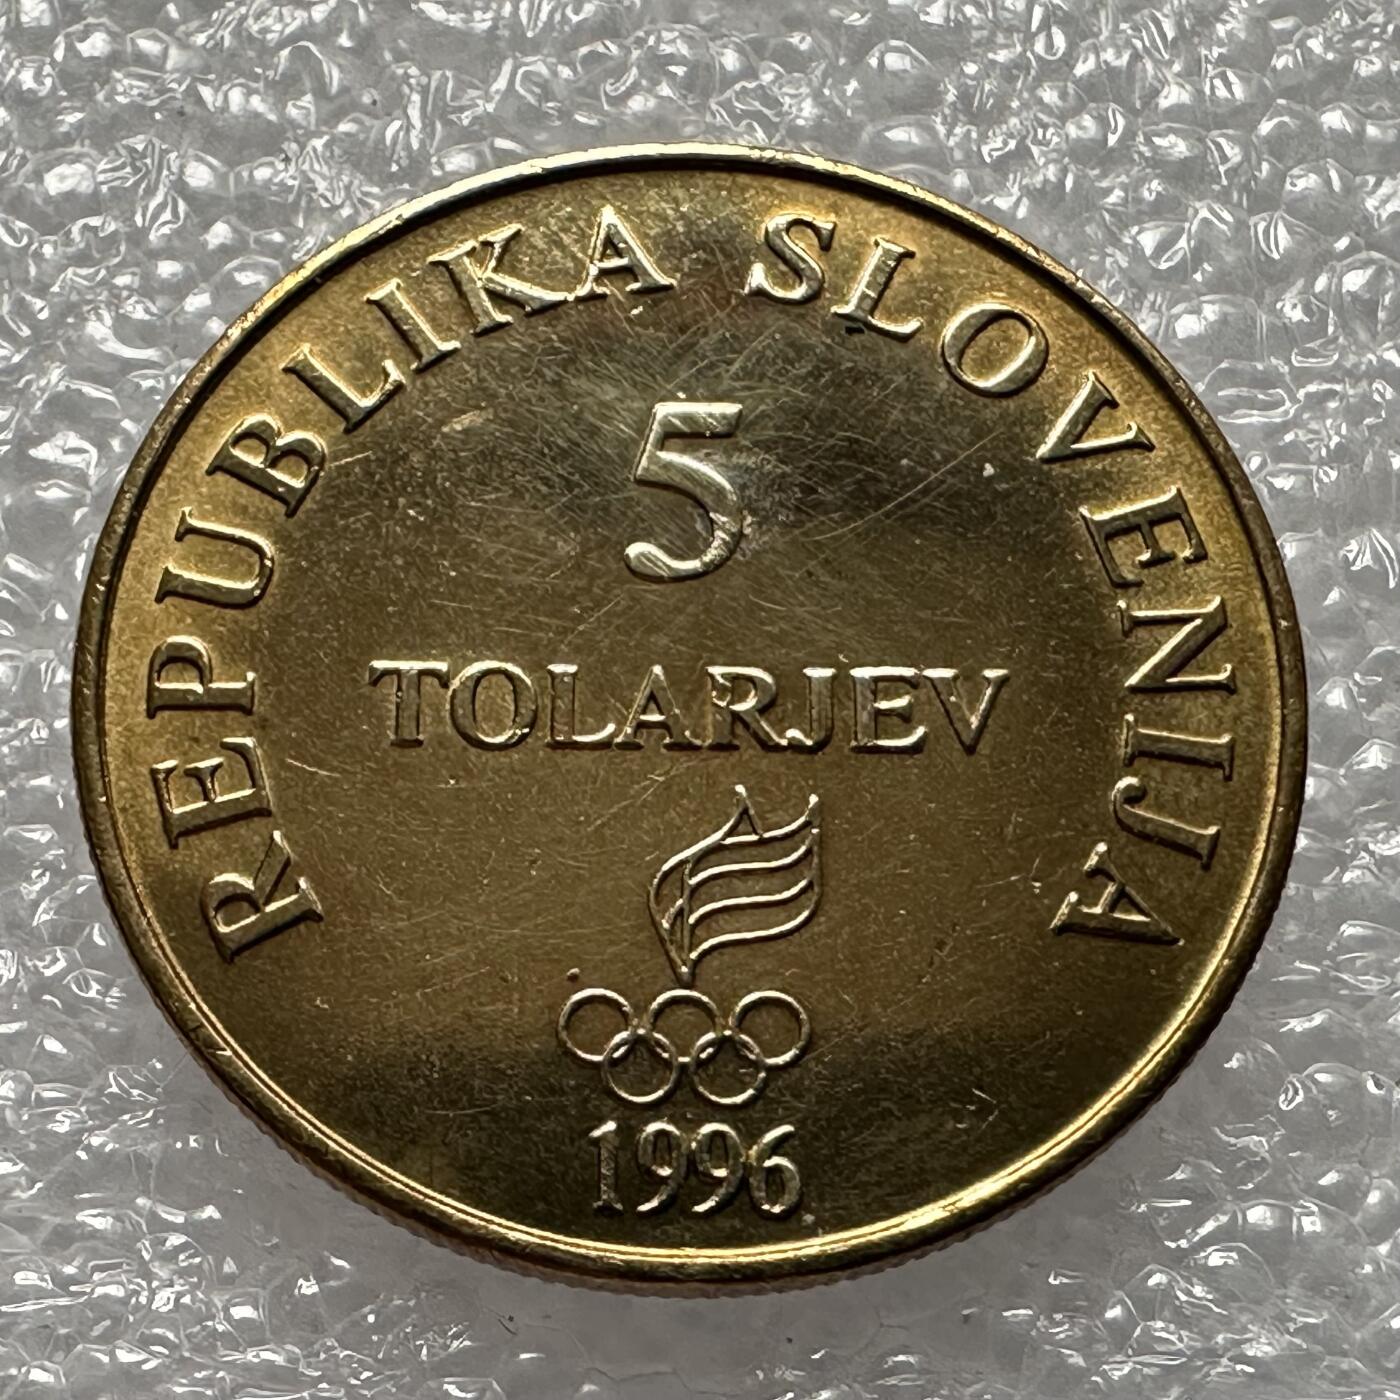 REPUBLIKA SLOVENIJA
5
TOLARJEV
1996